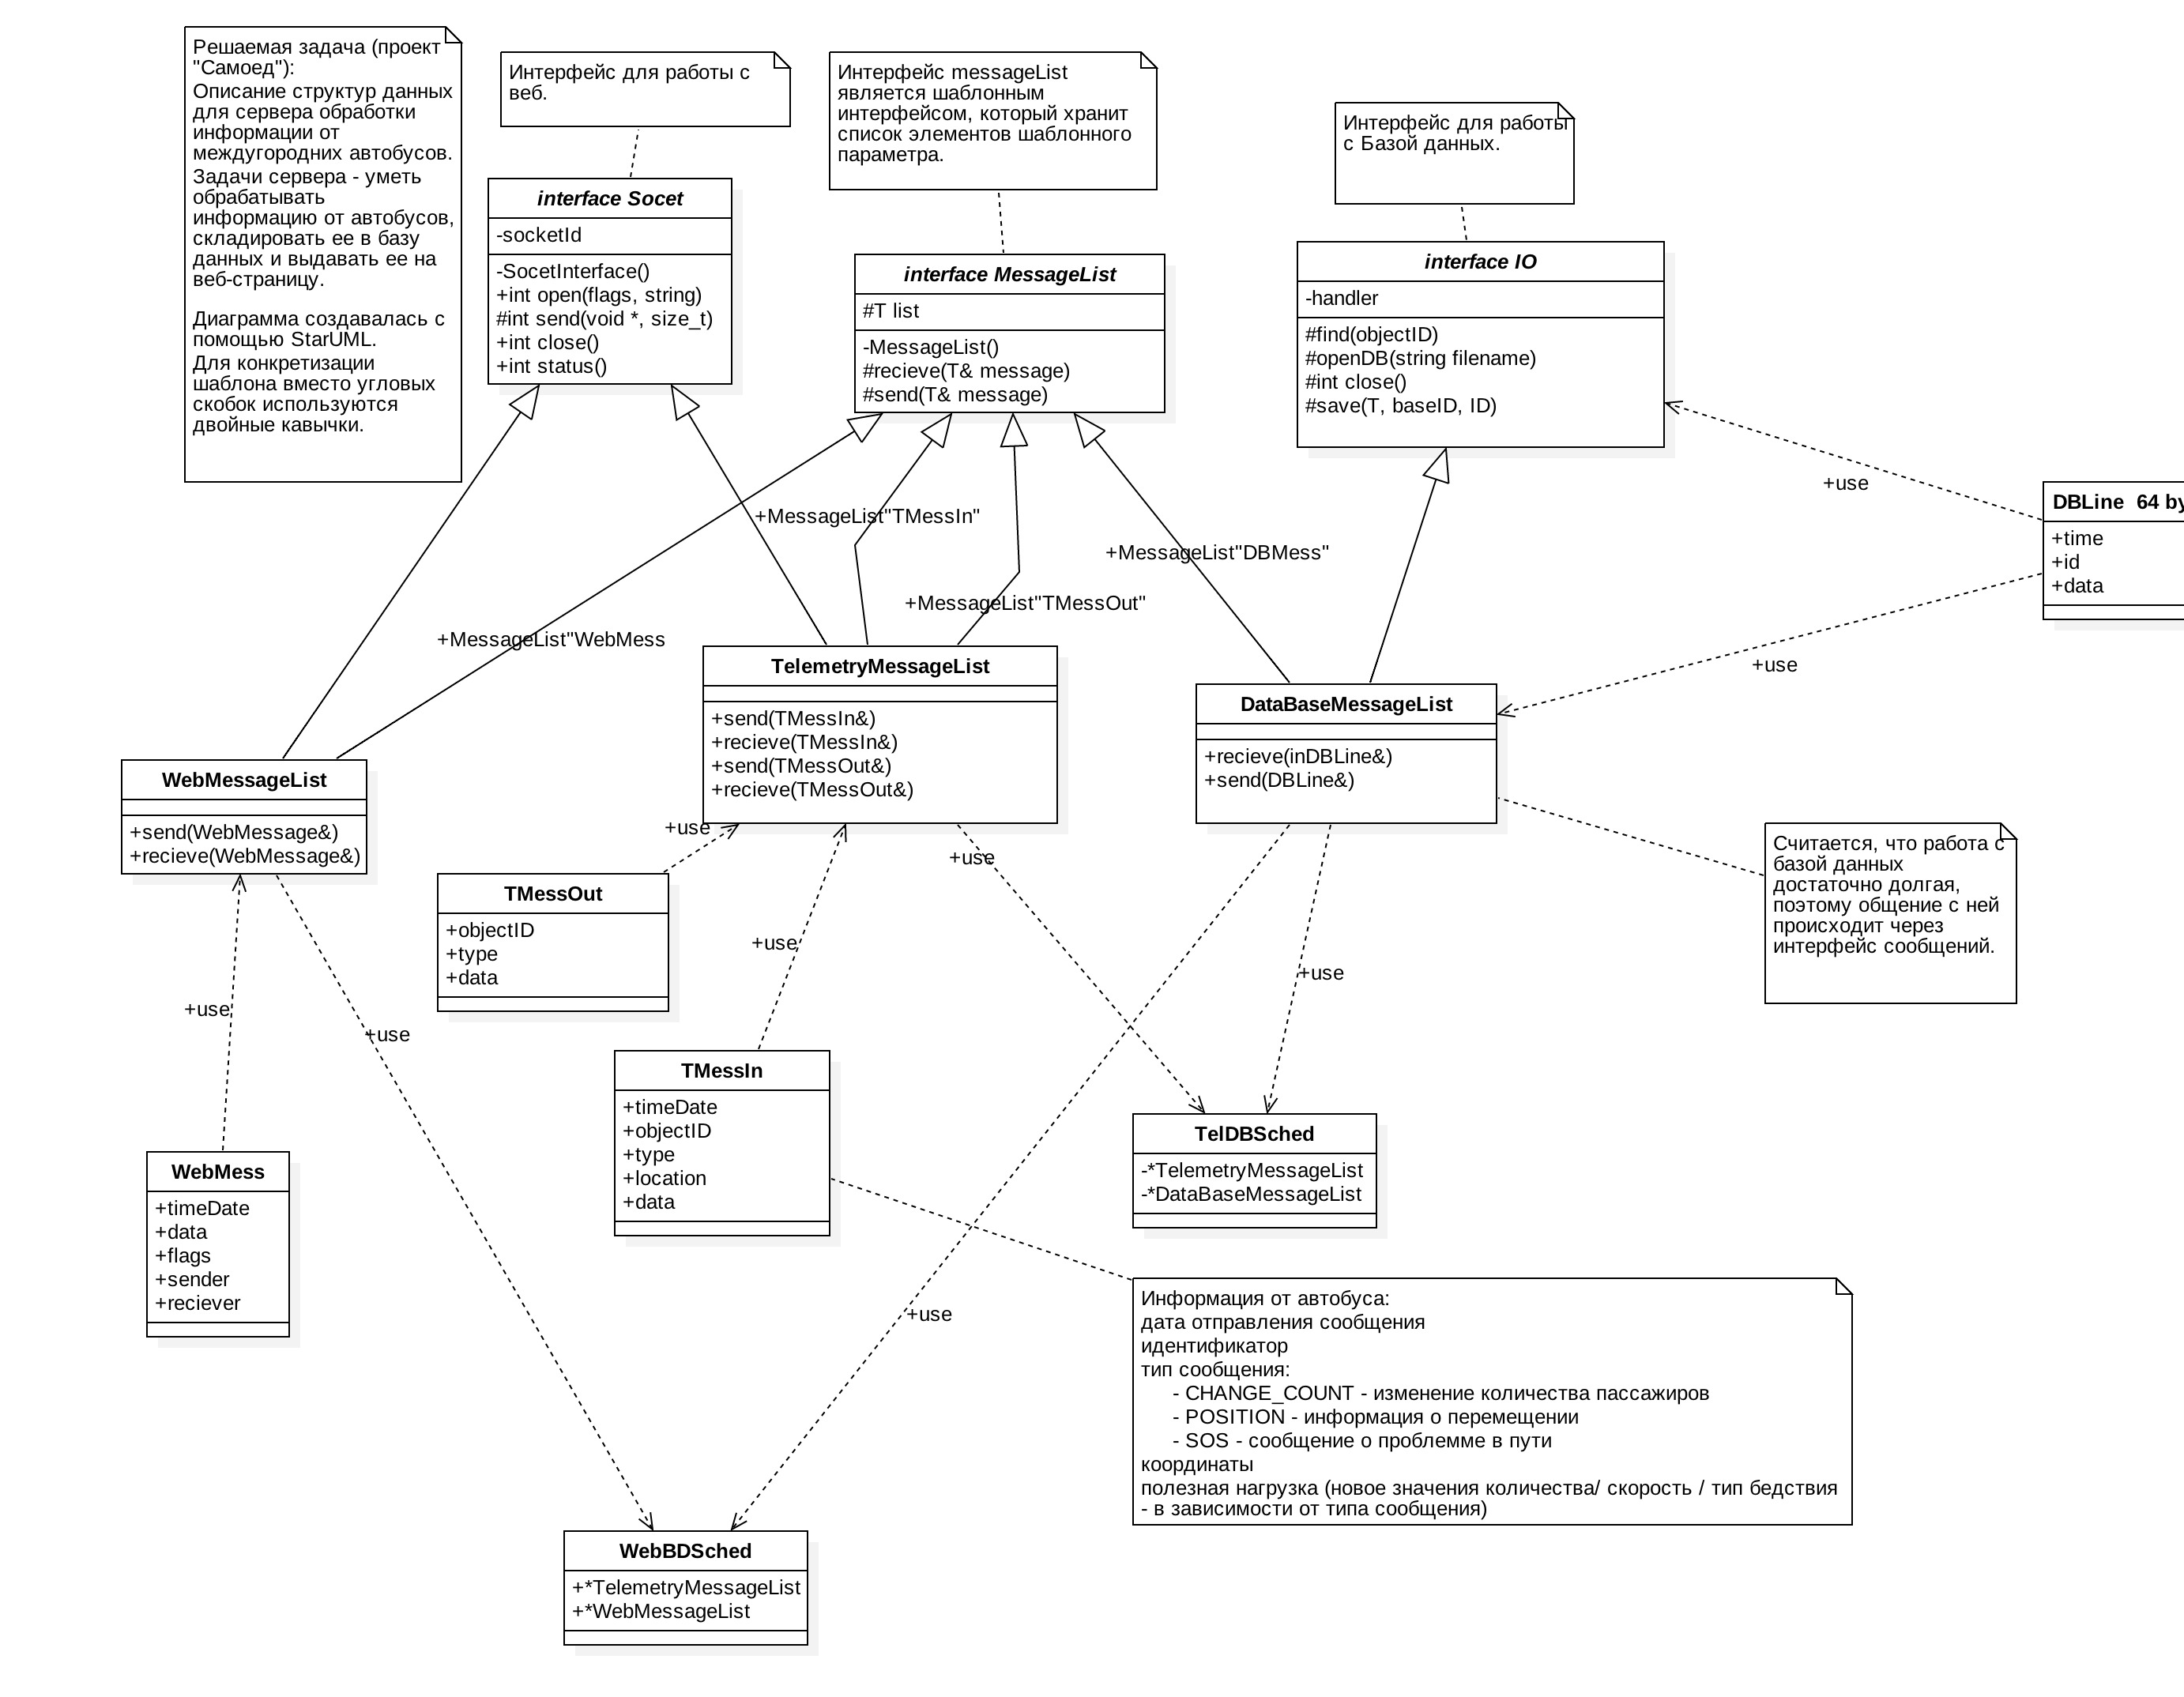 Решаемая задача (проект
"Самоед"):
Описание структур данных
для сервера обработки
информации от
междугородних автобусов.
Задачи сервера - уметь
обрабатывать
информацию от автобусов,
складировать ее в базу
данных и выдавать ее на
веб-страницу.
Диаграмма создавалась с
помощью StarUML.
Для конкретизации
шаблона вместо угловых
скобок используются
двойные кавычки.
Интерфейс для работы с
веб.
Интерфейс messageList
является шаблонным
интерфейсом, который хранит
список элементов шаблонного
параметра.
Интерфейс для работы
с Базой данных.
interface Socet
-socketId
-SocetInterface()
+int open(flags, string)
#int send(void *, size_t)
+int close()
+int status()
interface MessageList
#T list
-MessageList()
#recieve(T& message)
#send(T& message)
interface IO
-handler
#find(objectID)
#openDB(string filename)
#int close()
#save(T, baseID, ID)
+use
DBLine 64 by
+time
+id
+data
+use
+MessageList"TMessIn"
+MessageList"DBMess"
+MessageList"TMessOut"
+MessageList"WebMess
TelemetryMessageList
+send(TMessIn&)
+recieve(TMessIn&)
+send(TMessOut&)
+recieve(TMessOut&)
DataBaseMessageList
+recieve(inDBLine&)
+send(DBLine&)
WebMessageList
+send(WebMessage&)
+recieve(WebMessage&)
+use
+use
Считается, что работа с
базой данных
достаточно долгая,
поэтому общение с ней
происходит через
интерфейс сообщений.
TMessOut
+objectID
+type
+data
+use
+use
+use
+use
TMessIn
+timeDate
+objectID
+type
+location
+data
TelDBSched
-*TelemetryMessageList
-*DataBaseMessageList
WebMess
+timeDate
+data
+flags
+sender
+reciever
+use
Информация от автобуса:
дата отправления сообщения
идентификатор
тип сообщения:
- CHANGE_COUNT - изменение количества пассажиров
- POSITION - информация о перемещении
- SOS - сообщение о проблемме в пути
координаты
полезная нагрузка (новое значения количества/ скорость / тип бедствия
- в зависимости от типа сообщения)
WebBDSched
+*TelemetryMessageList
+*WebMessageList